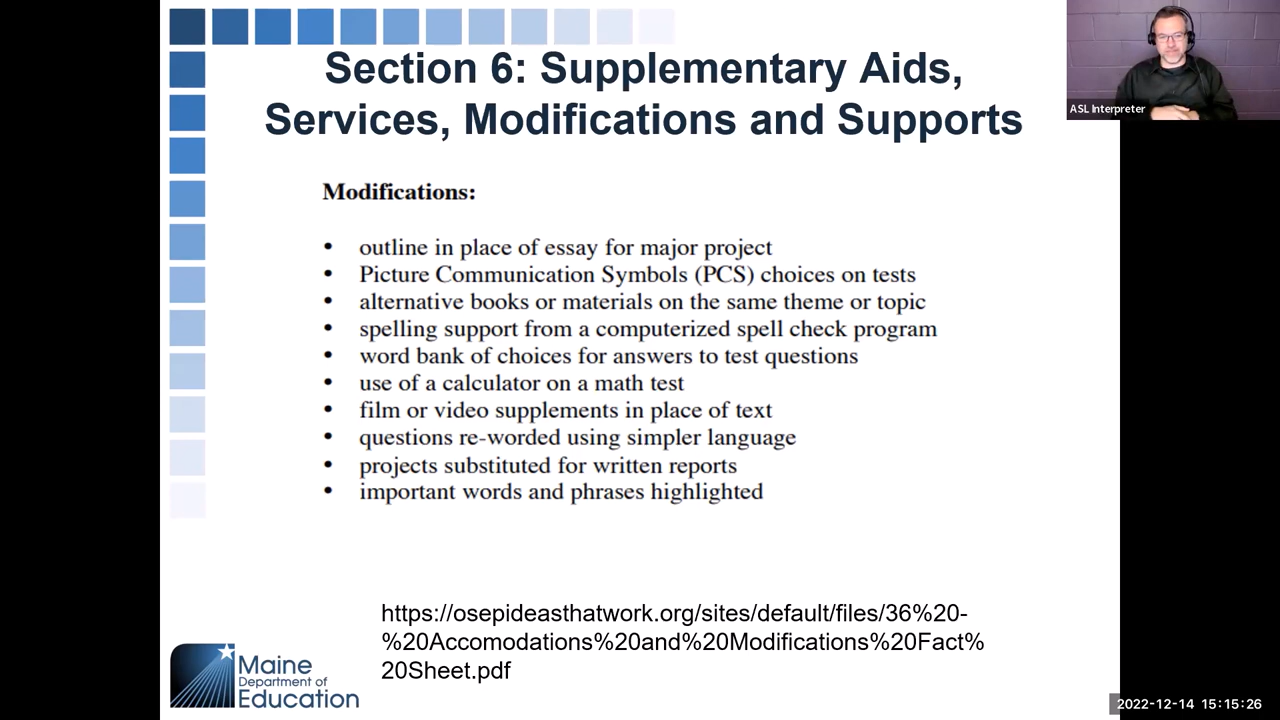 Section 6: Supplementary Aids,
Services, Modifications and Supports
ASL Interpreter
Modifications:
• outline in place of essay for major project
• Picture Communication Symbols (PCS) choices on tests
• alternative books or materials on the same theme or topic
• spelling support from a computerized spell check program
• word bank of choices for answers to test questions
• use of a calculator on a math test
• film or video supplements in place of text
• questions re-worded using simpler language
• projects substituted for written reports
• important words and phrases highlighted
https://osepideasthatwork.org/sites/default/files/36%20-
%20Accomodations%20and%20Modifications%20Fact%
20Sheet.pdf
Maine
Department of
Education
2022-12-14 15:15:26